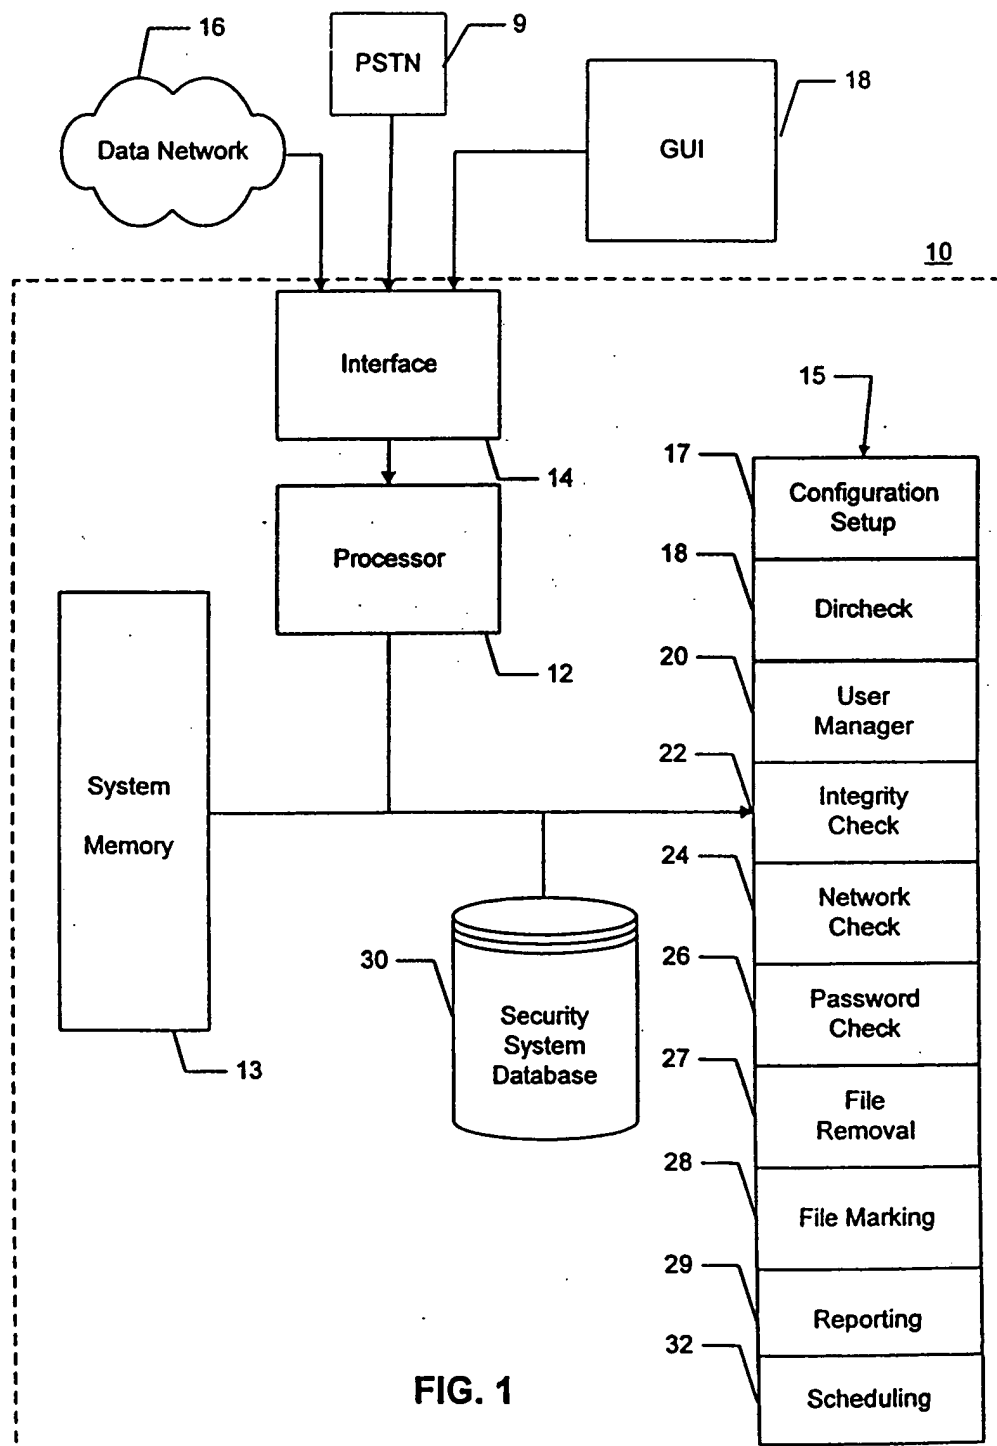 16
9
PSTN
18
Data Network
GUI
10
Interface
15
14
17
Configuration
Setup
Processor
18
Dircheck
12
20
User
Manager
22
System
Memory
Integrity
Check
24
Network
Check
30
26
Security
System
Database
Password
Check
13
27
File
Removal
28
File Marking
29
Reporting
32
FIG. 1
Scheduling